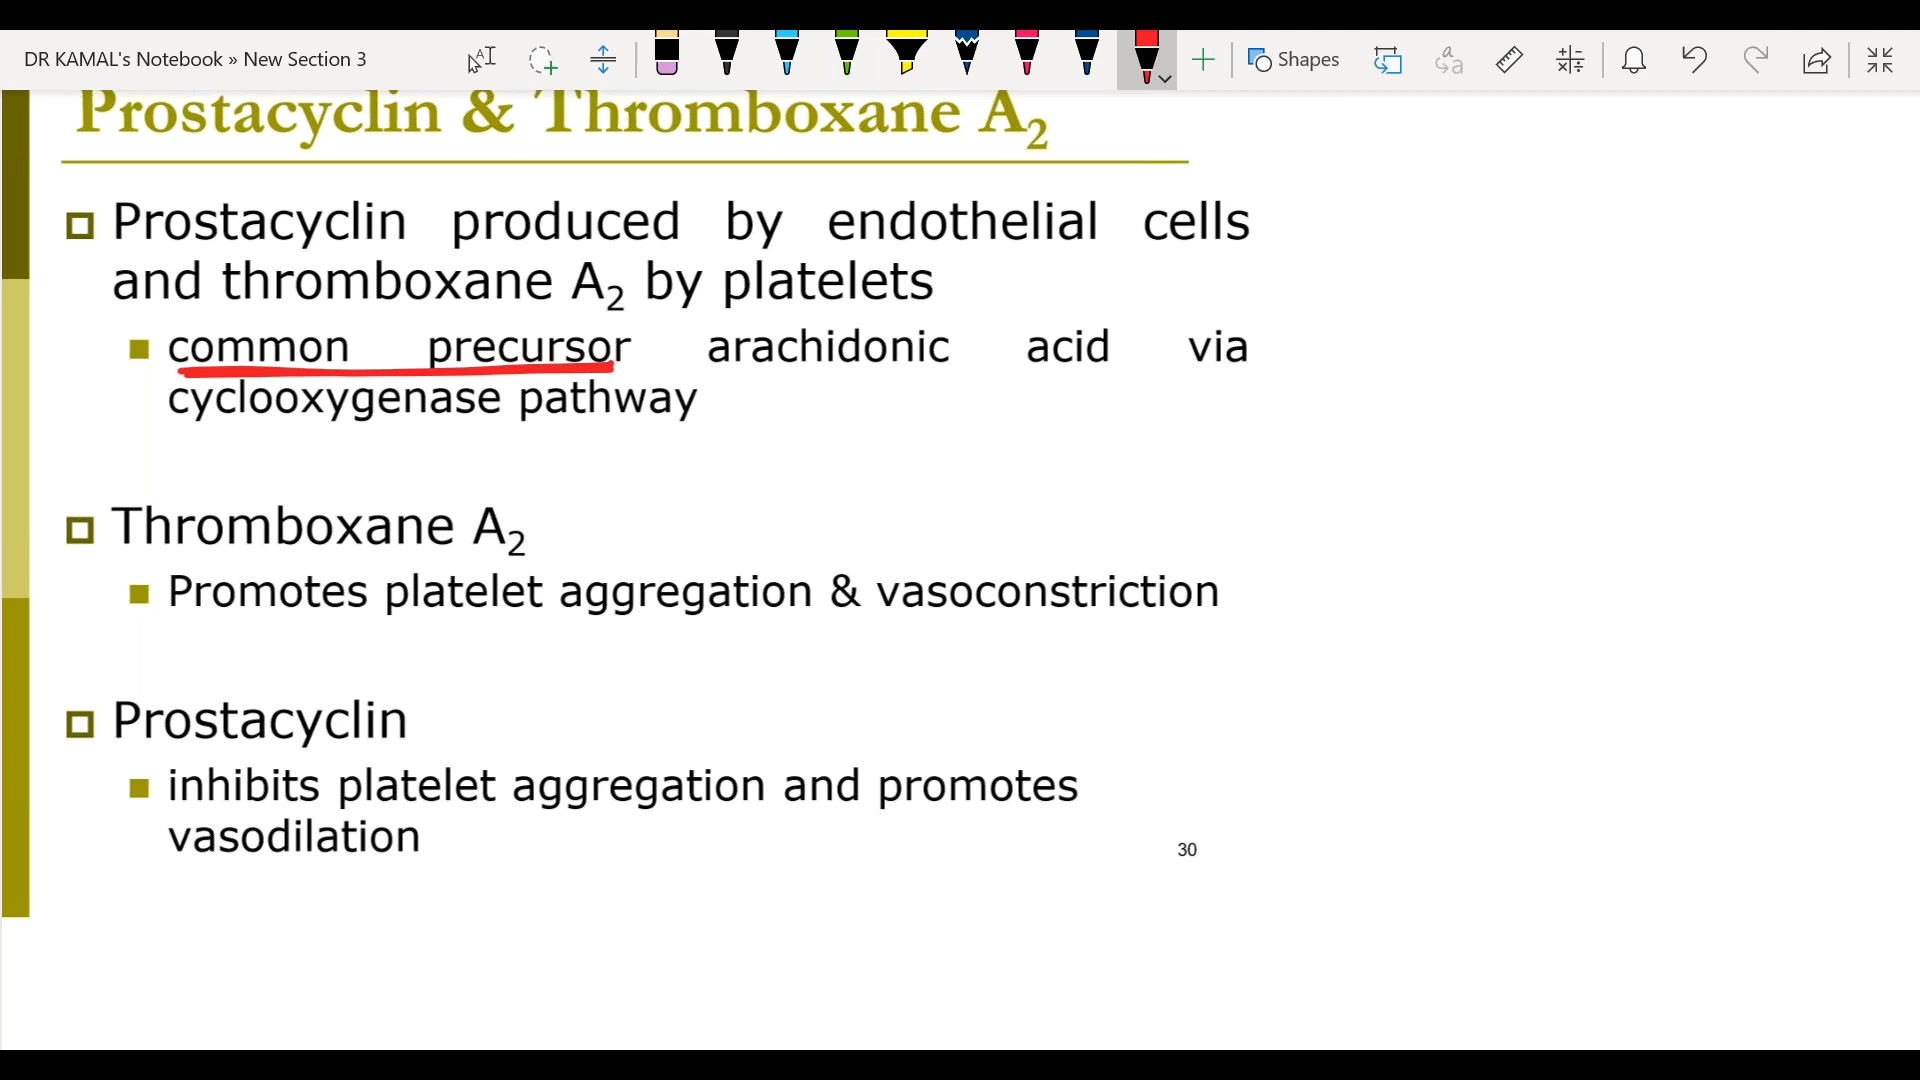 DR KAMAL's Notebook » New Section 3
Shapes
Prostacyclin & Thromboxane A₂
Prostacyclin produced by endothelial cells
and thromboxane A₂ by platelets
common precursor arachidonic acid via
cyclooxygenase pathway
Thromboxane A₂
Promotes platelet aggregation & vasoconstriction
Prostacyclin
inhibits platelet aggregation and promotes
vasodilation
30